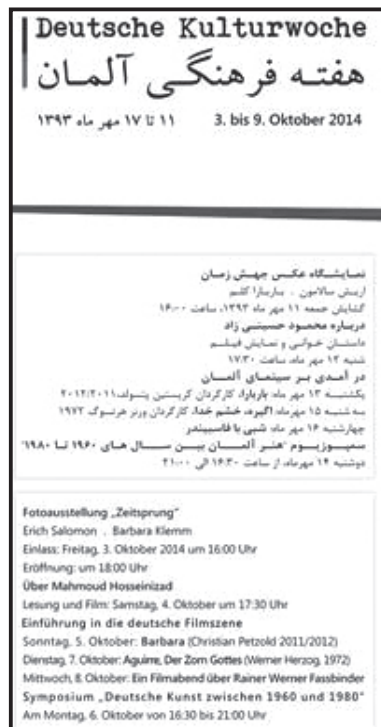 Deutsche Kulturwoche
هفته فرهنگی آلمان
۱۱ تا ۱۷ مهر ماه ۱۳۹۳ 3. bis 9. Oktober 2014
نمایشگاه عکس جهش زمان
اریش سالامون . باربارا کلم
گشایش جمعه ۱۱ مهر ماه ۱۳۹۳، ساعت ۱۶:۰۰
درباره محمود حسینی زاد
داستان خوانی و نمایش فیلم
شنبه ۱۲ مهر ماه، ساعت ۱۷:۳۰
در آمدی بر سینمای آلمان
یکشنبه ۱۳ مهر ماه: باربارا، کارگردان کریستین پتسولد، ۲۰۱۲/۲۰۱۱
سه شنبه ۱۵ مهرماه: اگیره، خشم خدا، کارگردان ورنر هرتسوگ، ۱۹۷۲
چهارشنبه ۱۶ مهر ماه: شبی با فاسبیندر
سمپوزیوم "هنر آلمان بین سال های ۱۹۶۰ تا ۱۹۸۰"
دوشنبه ۱۴ مهرماه، از ساعت ۱۶:۳۰ الی ۲۱:۰۰
Fotoausstellung „Zeitsprung"
Erich Salomon . Barbara Klemm
Einlass: Freitag, 3. Oktober 2014 um 16:00 Uhr
Eröffnung: um 18:00 Uhr
Über Mahmoud Hosseinizad
Lesung und Film: Samstag, 4. Oktober um 17:30 Uhr
Einführung in die deutsche Filmszene
Sonntag, 5. Oktober: Barbara (Christian Petzold 2011/2012)
Dienstag, 7. Oktober: Aguirre, Der Zorn Gottes (Werner Herzog, 1972)
Mittwoch, 8. Oktober: Ein Filmabend über Rainer Werner Fassbinder
Symposium „Deutsche Kunst zwischen 1960 und 1980"
Am Montag, 6. Oktober von 16:30 bis 21:00 Uhr